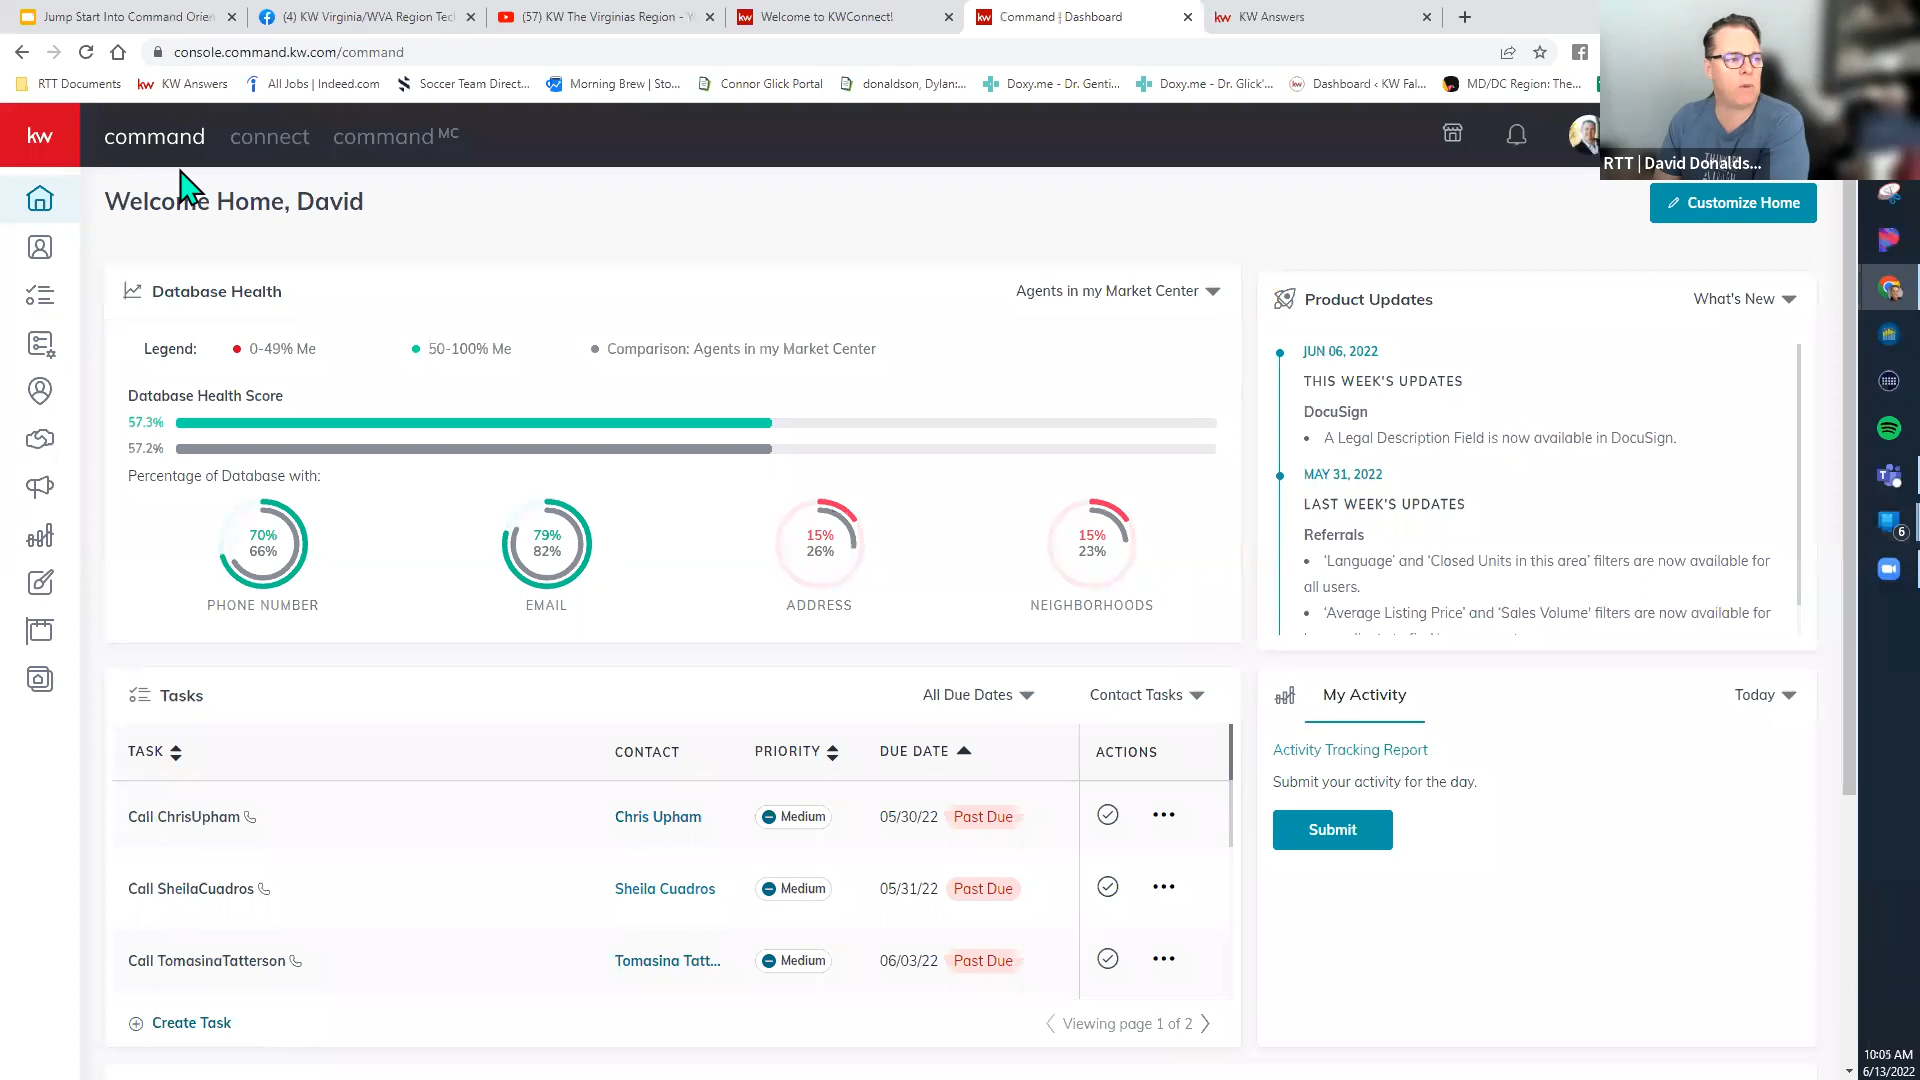 Jump Start Into Command Orien
(4) KW Virginia/WVA Region Tec
(57) KW The Virginias Region -
Welcome to KWConnect!
Command | Dashboard
KW Answers
console.command.kw.com/command
RTT Documents
KW Answers
All Jobs | Indeed.com
Soccer Team Direct...
Morning Brew | Sto...
Connor Glick Portal
donaldson, Dylan:...
Doxy.me - Dr. Genti...
Doxy.me - Dr. Glick'...
Dashboard ‹ KW Fal...
MD/DC Region: The...
kw
command
connect
command MC
RTT | David Donalds...
Welcome Home, David
Customize Home
Database Health
Agents in my Market Center
Legend:
0-49% Me
50-100% Me
Comparison: Agents in my Market Center
Database Health Score
57.3%
57.2%
Percentage of Database with:
70%
66%
PHONE NUMBER
79%
82%
EMAIL
15%
26%
ADDRESS
15%
23%
NEIGHBORHOODS
Product Updates
What's New
JUN 06, 2022
THIS WEEK'S UPDATES
DocuSign
• A Legal Description Field is now available in DocuSign.
MAY 31, 2022
LAST WEEK'S UPDATES
Referrals
• 'Language' and 'Closed Units in this area' filters are now available for
all users.
• 'Average Listing Price' and 'Sales Volume' filters are now available for
Tasks
All Due Dates
Contact Tasks
TASK
CONTACT
PRIORITY
DUE DATE
ACTIONS
Call ChrisUpham
Chris Upham
Medium
05/30/22
Past Due
Call SheilaCuadros
Sheila Cuadros
Medium
05/31/22
Past Due
Call TomasinaTatterson
Tomasina Tatt...
Medium
06/03/22
Past Due
Create Task
Viewing page 1 of 2
My Activity
Today
Activity Tracking Report
Submit your activity for the day.
Submit
6
10:05 AM
6/13/2022